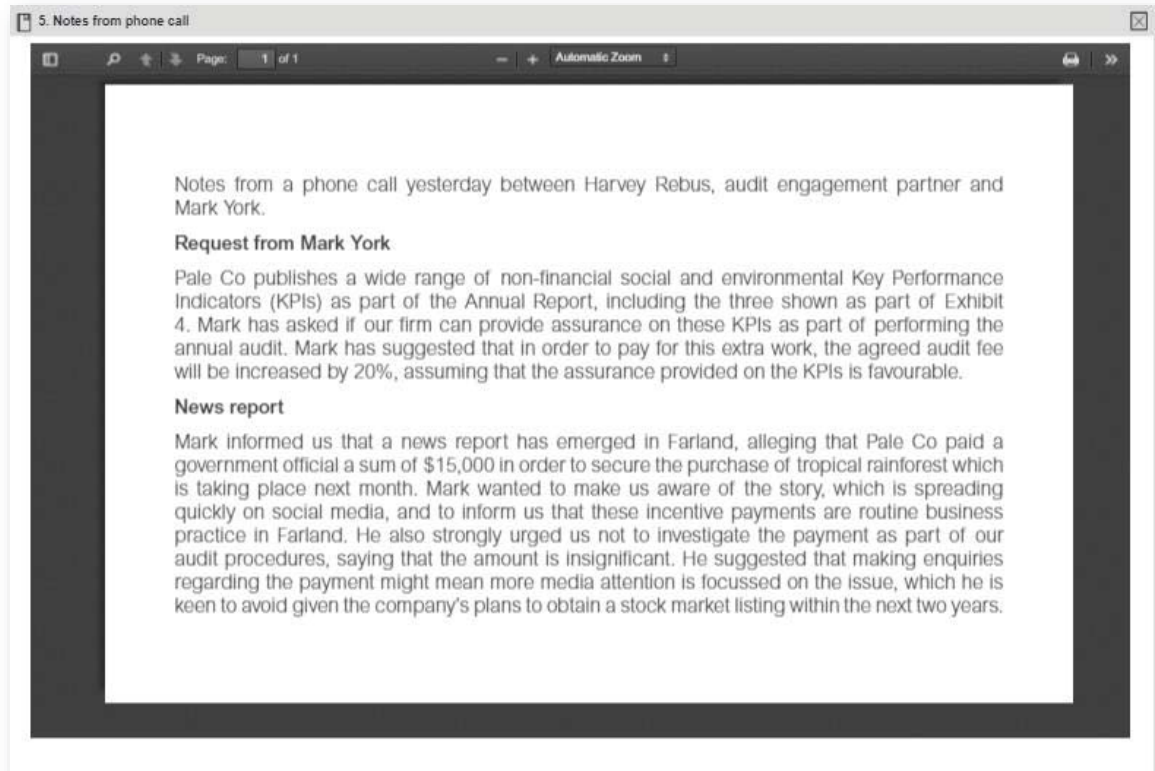 5. Notes from phone call
Page: 1 of 1
Automatic Zoom
Notes from a phone call yesterday between Harvey Rebus, audit engagement partner and
Mark York.
Request from Mark York
Pale Co publishes a wide range of non-financial social and environmental Key Performance
Indicators (KPIs) as part of the Annual Report, including the three shown as part of Exhibit
4. Mark has asked if our firm can provide assurance on these KPIs as part of performing the
annual audit. Mark has suggested that in order to pay for this extra work, the agreed audit fee
will be increased by 20%, assuming that the assurance provided on the KPIs is favourable.
News report
Mark informed us that a news report has emerged in Farland, alleging that Pale Co paid a
government official a sum of $15,000 in order to secure the purchase of tropical rainforest which
is taking place next month. Mark wanted to make us aware of the story, which is spreading
quickly on social media, and to inform us that these incentive payments are routine business
practice in Farland. He also strongly urged us not to investigate the payment as part of our
audit procedures, saying that the amount is insignificant. He suggested that making enquiries
regarding the payment might mean more media attention is focussed on the issue, which he is
keen to avoid given the company's plans to obtain a stock market listing within the next two years.